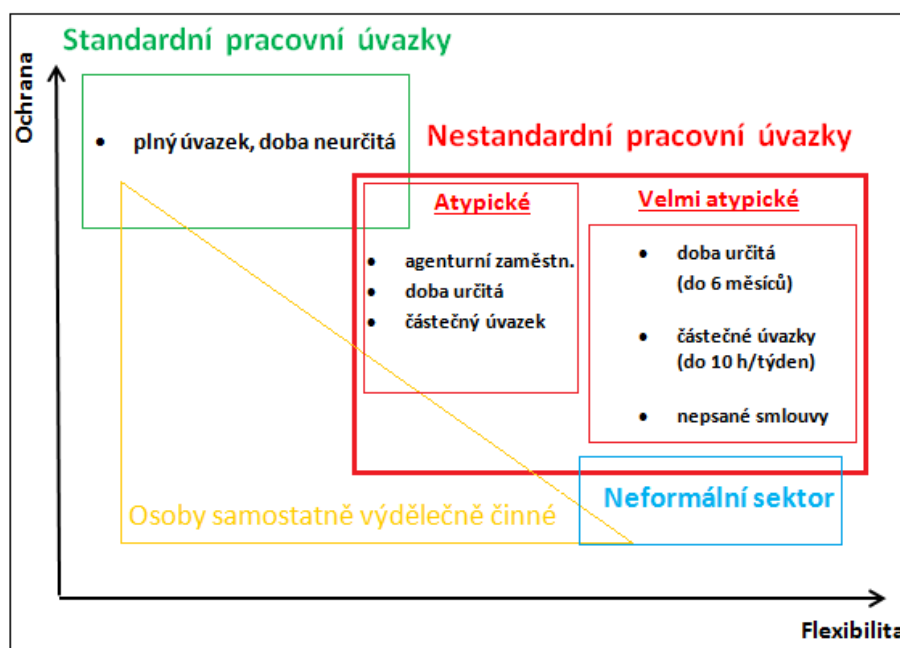 Standardní pracovní úvazky
Ochrana
• plný úvazek, doba neurčitá
Nestandardní pracovní úvazky
Atypické
• agenturní zaměstn.
• doba určitá
• částečný úvazek
Velmi atypické
• doba určitá
(do 6 měsíců)
• částečné úvazky
(do 10 h/týden)
• nepsané smlouvy
Neformální sektor
Osoby samostatně výdělečně činné
Flexibilita